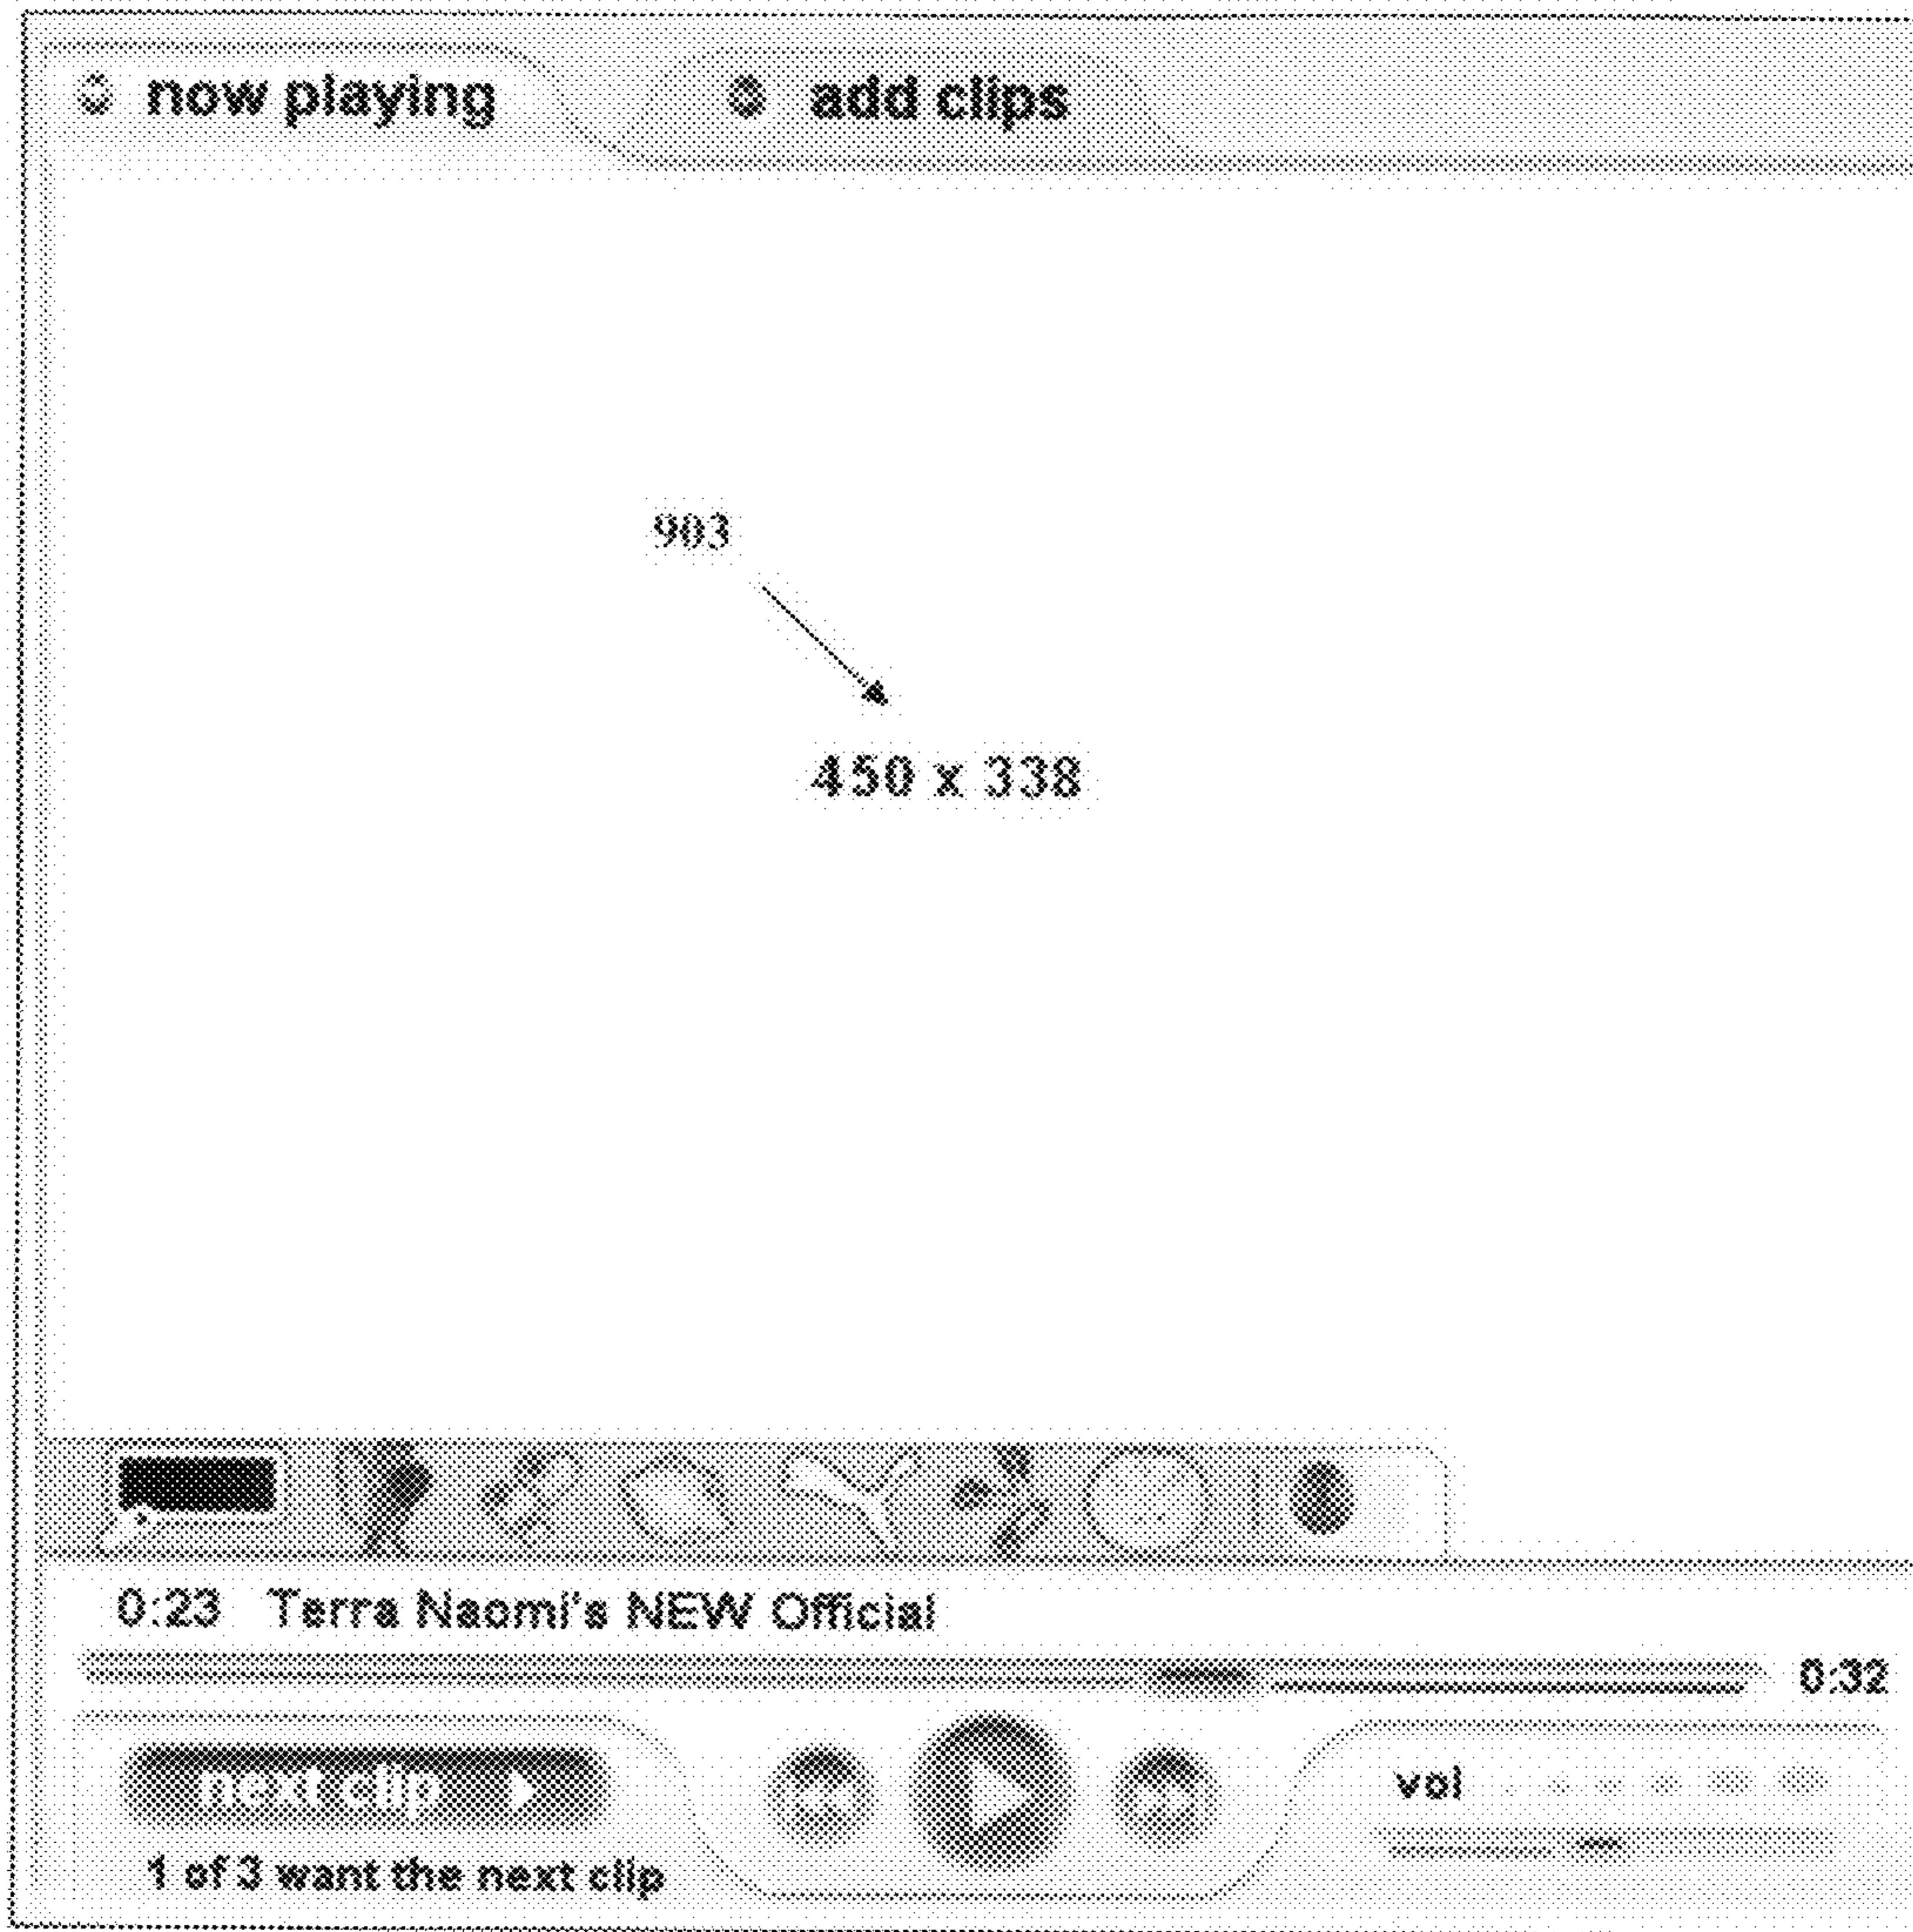 now playing add clips
903
450 x 338
0:23 Terra Naomi's NEW Official
0:32
next clip
vol
1 of 3 want the next clip